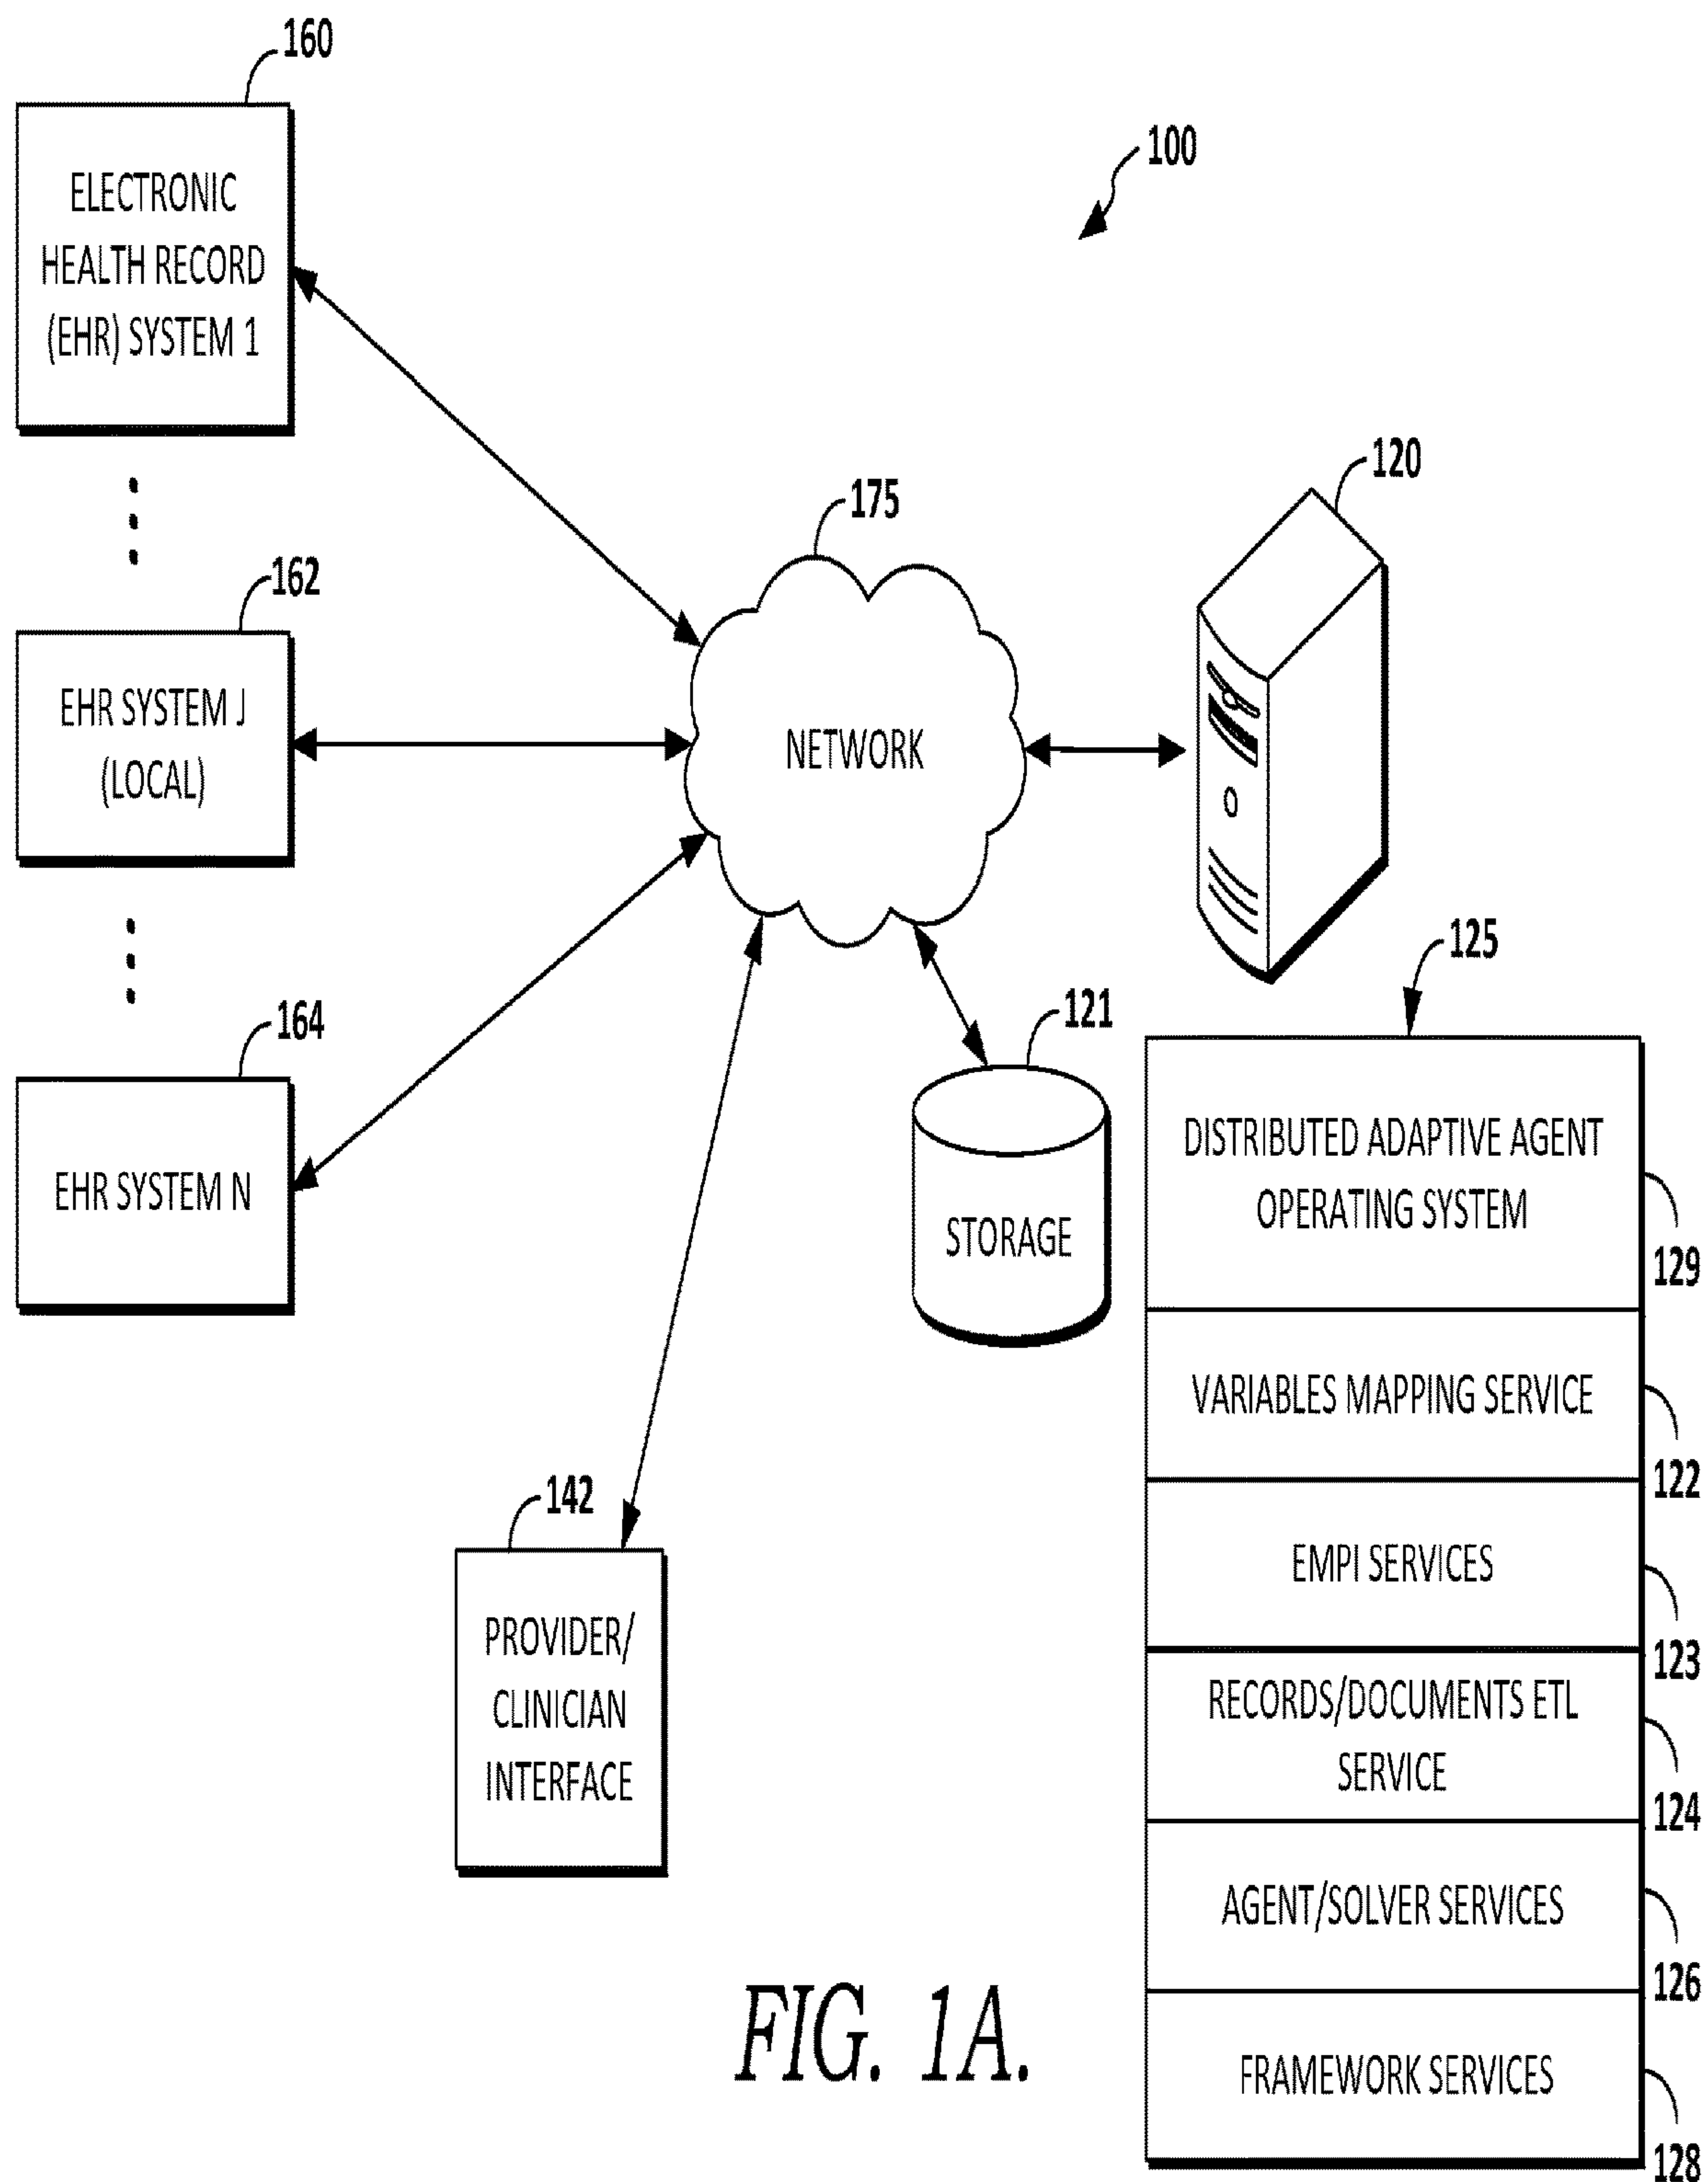 160
ELECTRONIC
HEALTH RECORD
(EHR) SYSTEM 1
100
120
175
162
EHR SYSTEM J
(LOCAL)
NETWORK
125
164
EHR SYSTEM N
121
STORAGE
DISTRIBUTED ADAPTIVE AGENT
OPERATING SYSTEM
129
VARIABLES MAPPING SERVICE
122
EMPI SERVICES
123
RECORDS/DOCUMENTS ETL
SERVICE
124
AGENT/SOLVER SERVICES
126
FRAMEWORK SERVICES
128
142
PROVIDER/
CLINICIAN
INTERFACE
FIG. 1A.